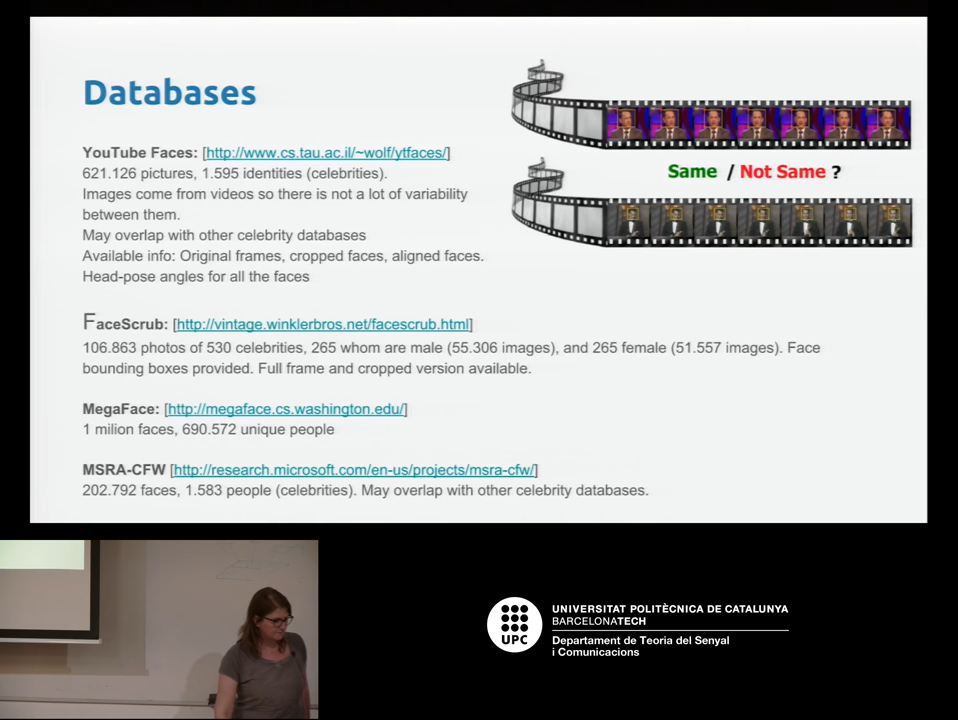 Databases
YouTube Faces: [http://www.cs.tau.ac.il/~wolf/ytfaces/]
621.126 pictures, 1.595 identities (celebrities).
Images come from videos so there is not a lot of variability
between them.
May overlap with other celebrity databases
Available info: Original frames, cropped faces, aligned faces.
Head-pose angles for all the faces
Same / Not Same ?
FaceScrub: [http://vintage.winklerbros.net/facescrub.html]
106.863 photos of 530 celebrities, 265 whom are male (55.306 images), and 265 female (51.557 images). Face
bounding boxes provided. Full frame and cropped version available.
MegaFace: [http://megaface.cs.washington.edu/]
1 milion faces, 690.572 unique people
MSRA-CFW [http://research.microsoft.com/en-us/projects/msra-cfw/]
202.792 faces, 1.583 people (celebrities). May overlap with other celebrity databases.
UPC
UNIVERSITAT POLITÈCNICA DE CATALUNYA
BARCELONATECH
Departament de Teoria del Senyal
i Comunicacions